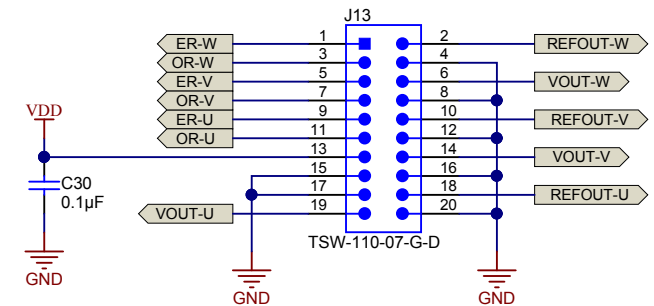 J13
ER-W 1 2 REFOUT-W
OR-W 3 4
ER-V 5 6 VOUT-W
OR-V 7 8
ER-U 9 10 REFOUT-V
OR-U 11 12
VDD
13 14 VOUT-V
15 16
C30
17 18 REFOUT-U
0.1µF
VOUT-U 19 20
TSW-110-07-G-D
GND
GND
GND